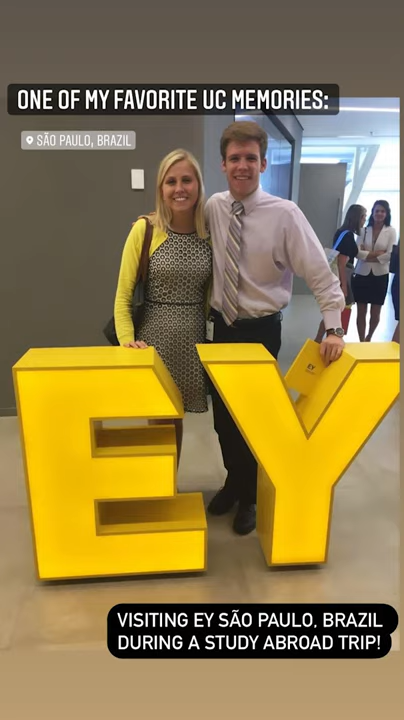 ONE OF MY FAVORITE UC MEMORIES:
SÃO PAULO, BRAZIL
EY
EY
VISITING EY SÃO PAULO, BRAZIL
DURING A STUDY ABROAD TRIP!